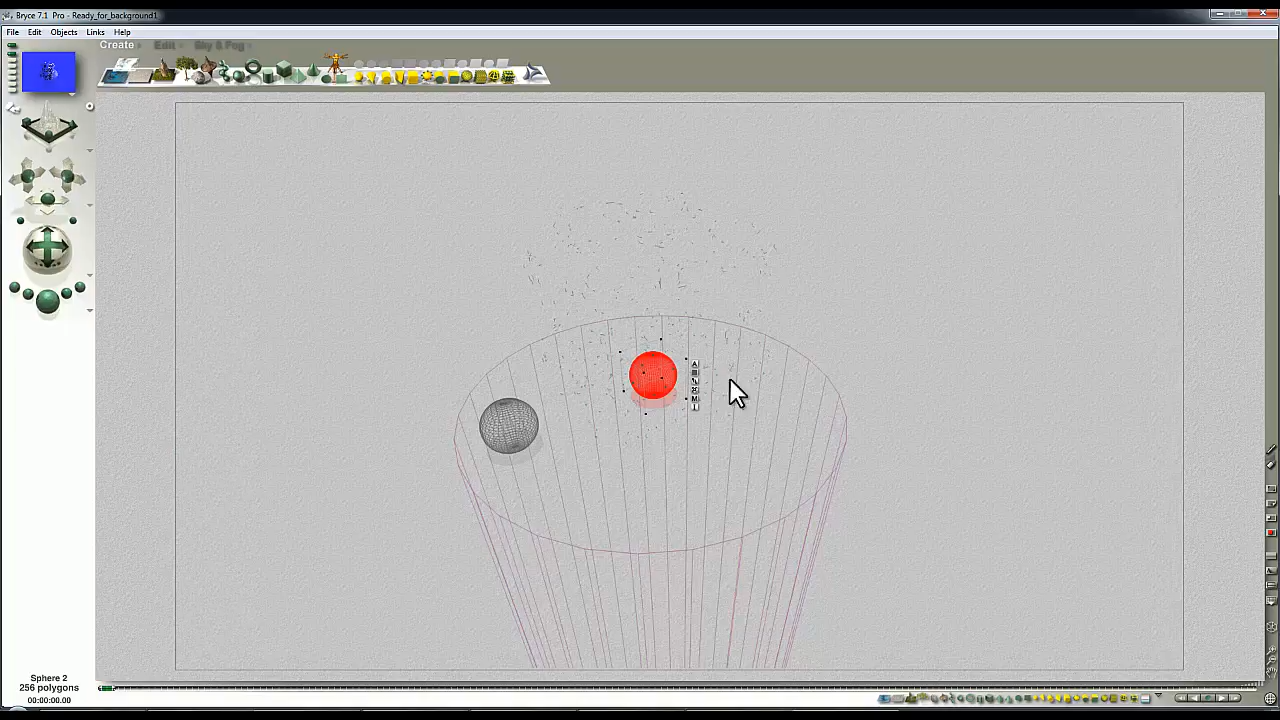 Bryce 7.1 Pro - Ready_for_background1
File Edit Objects Links Help
Create Edit Sky & Fog
A
M
Sphere 2
256 polygons
00:00:00.00